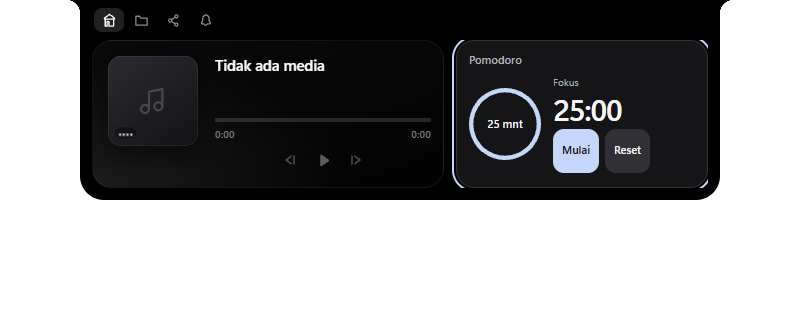 Tidak ada media
0:00
0:00
Pomodoro
Fokus
25:00
25 mnt
Mulai
Reset